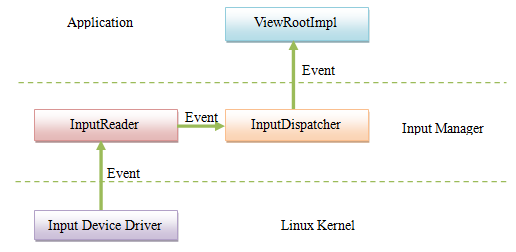 Application
ViewRootImpl
Event
InputReader
Event
InputDispatcher
Input Manager
Event
Input Device Driver
Linux Kernel